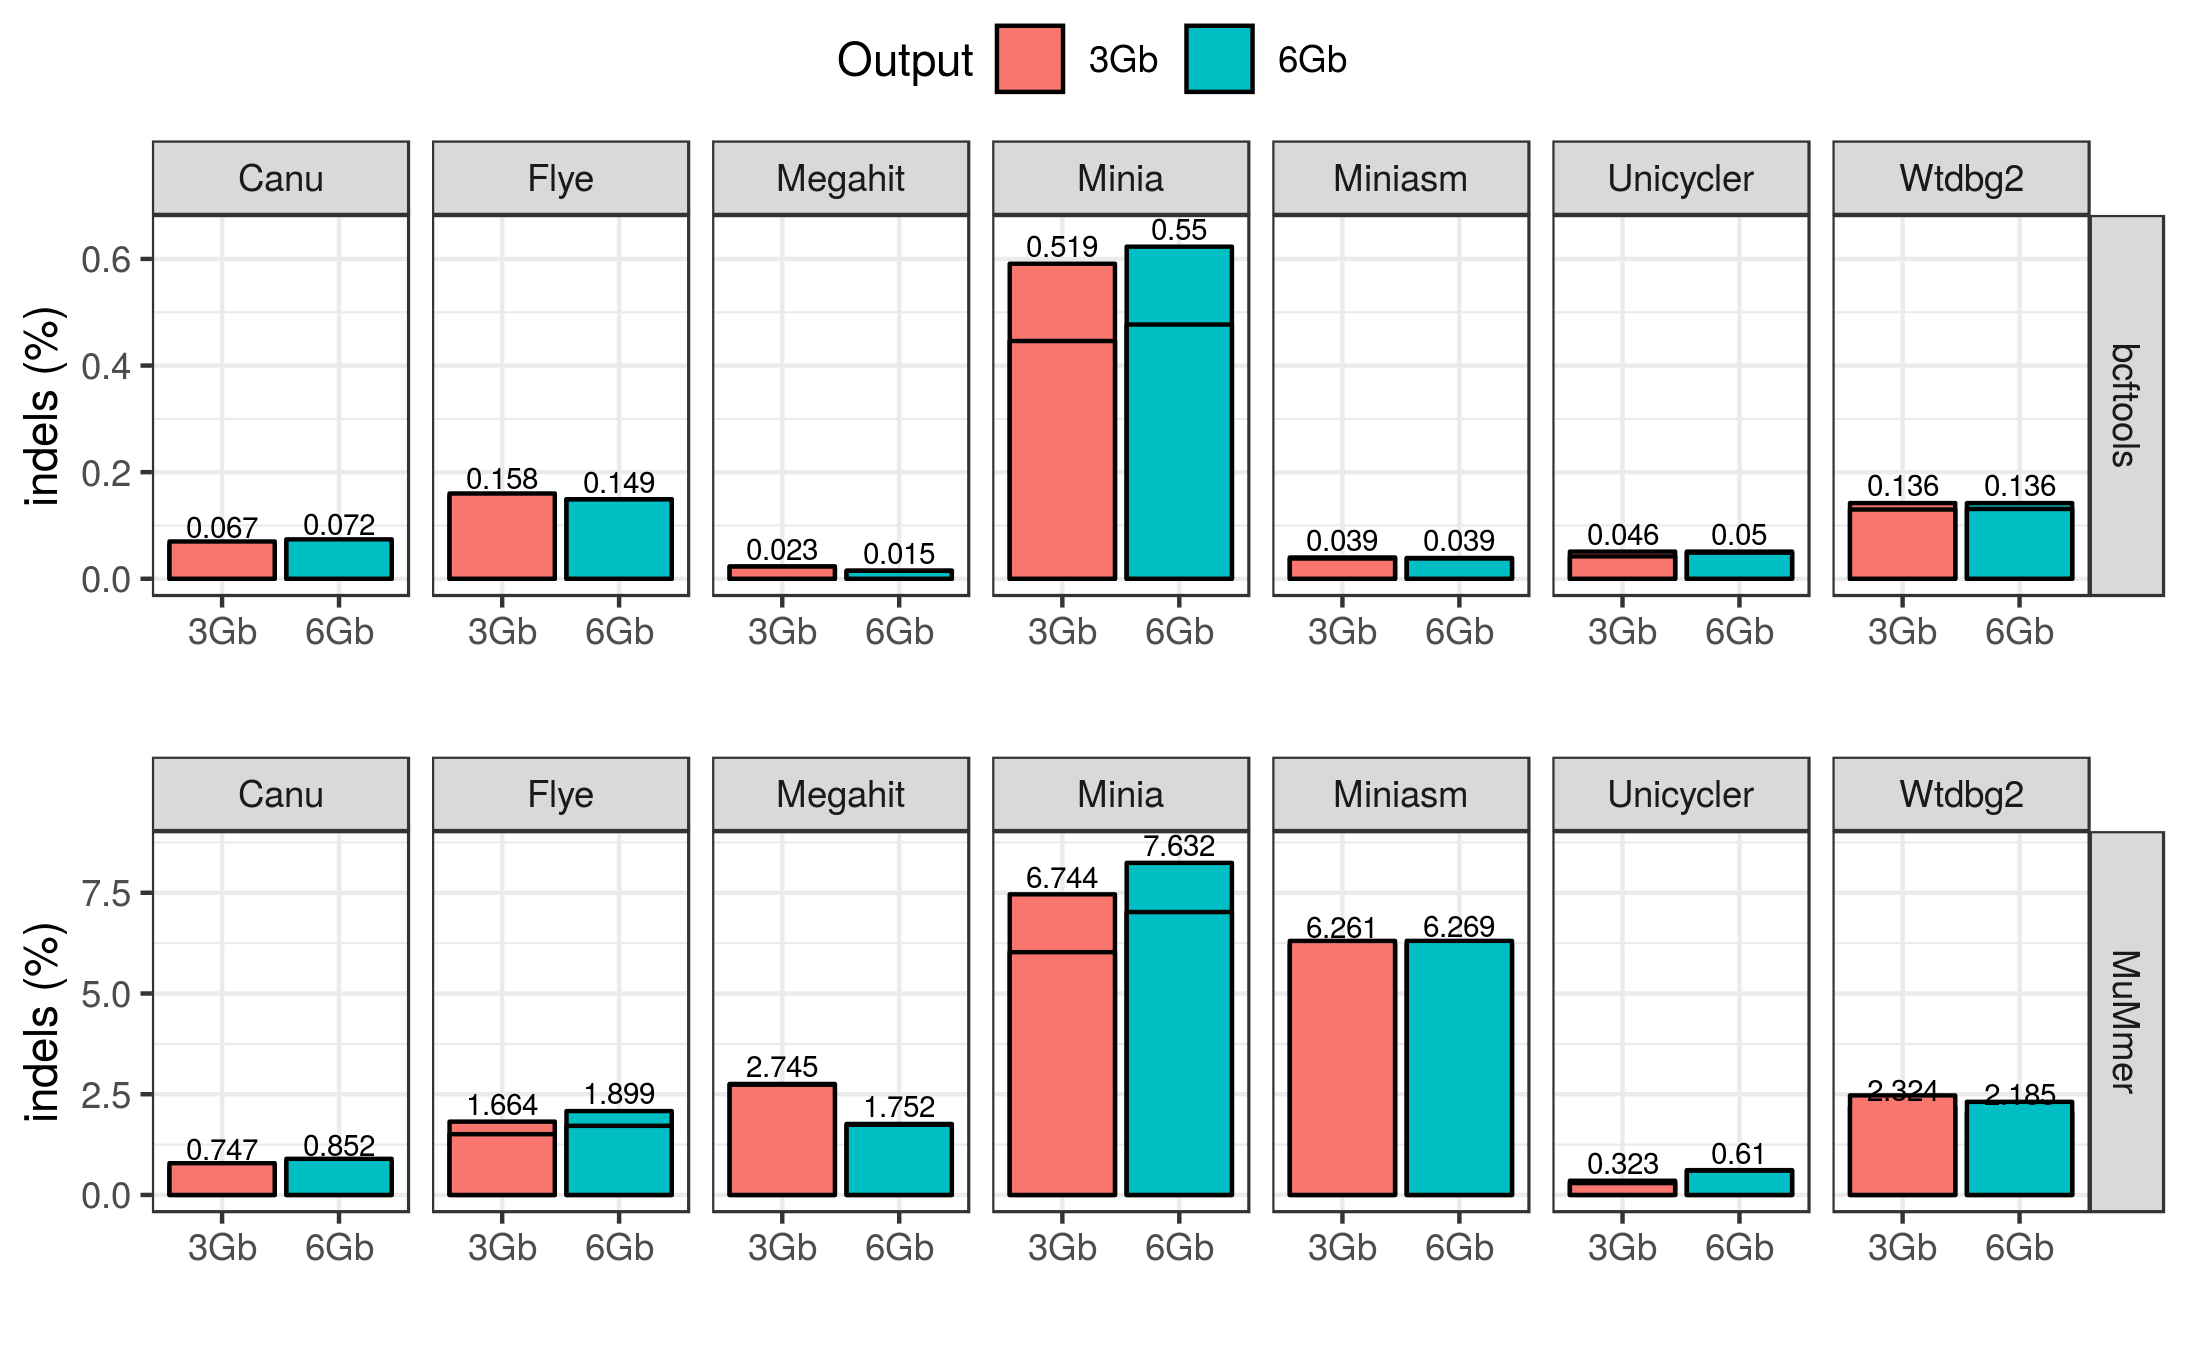 Output 3Gb 6Gb
Canu Flye Megahit Minia Miniasm Unicycler Wtdbg2
indels (%)
0.6
0.4
0.2
0.0
0.067 0.072
0.158 0.149
0.023 0.015
0.519 0.55
0.039 0.039
0.046 0.05
0.136 0.136
bcftools
3Gb 6Gb 3Gb 6Gb 3Gb 6Gb 3Gb 6Gb 3Gb 6Gb 3Gb 6Gb 3Gb 6Gb
Canu Flye Megahit Minia Miniasm Unicycler Wtdbg2
indels (%)
7.5
5.0
2.5
0.0
0.747 0.852
1.664 1.899
2.745 1.752
6.744 7.632
6.261 6.269
0.323 0.61
2.324 2.185
MuMmer
3Gb 6Gb 3Gb 6Gb 3Gb 6Gb 3Gb 6Gb 3Gb 6Gb 3Gb 6Gb 3Gb 6Gb